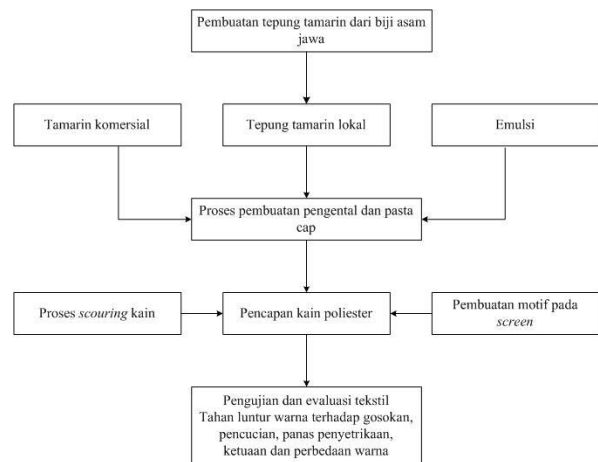 Pembuatan tepung tamarin dari biji asam
jawa
Tamarin komersial
Tepung tamarin lokal
Emulsi
Proses pembuatan pengental dan pasta
cap
Proses scouring kain
Pencapan kain poliester
Pembuatan motif pada
screen
Pengujian dan evaluasi tekstil
Tahan luntur warna terhadap gosokan,
pencucian, panas penyetrikaan,
ketuaan dan perbedaan warna